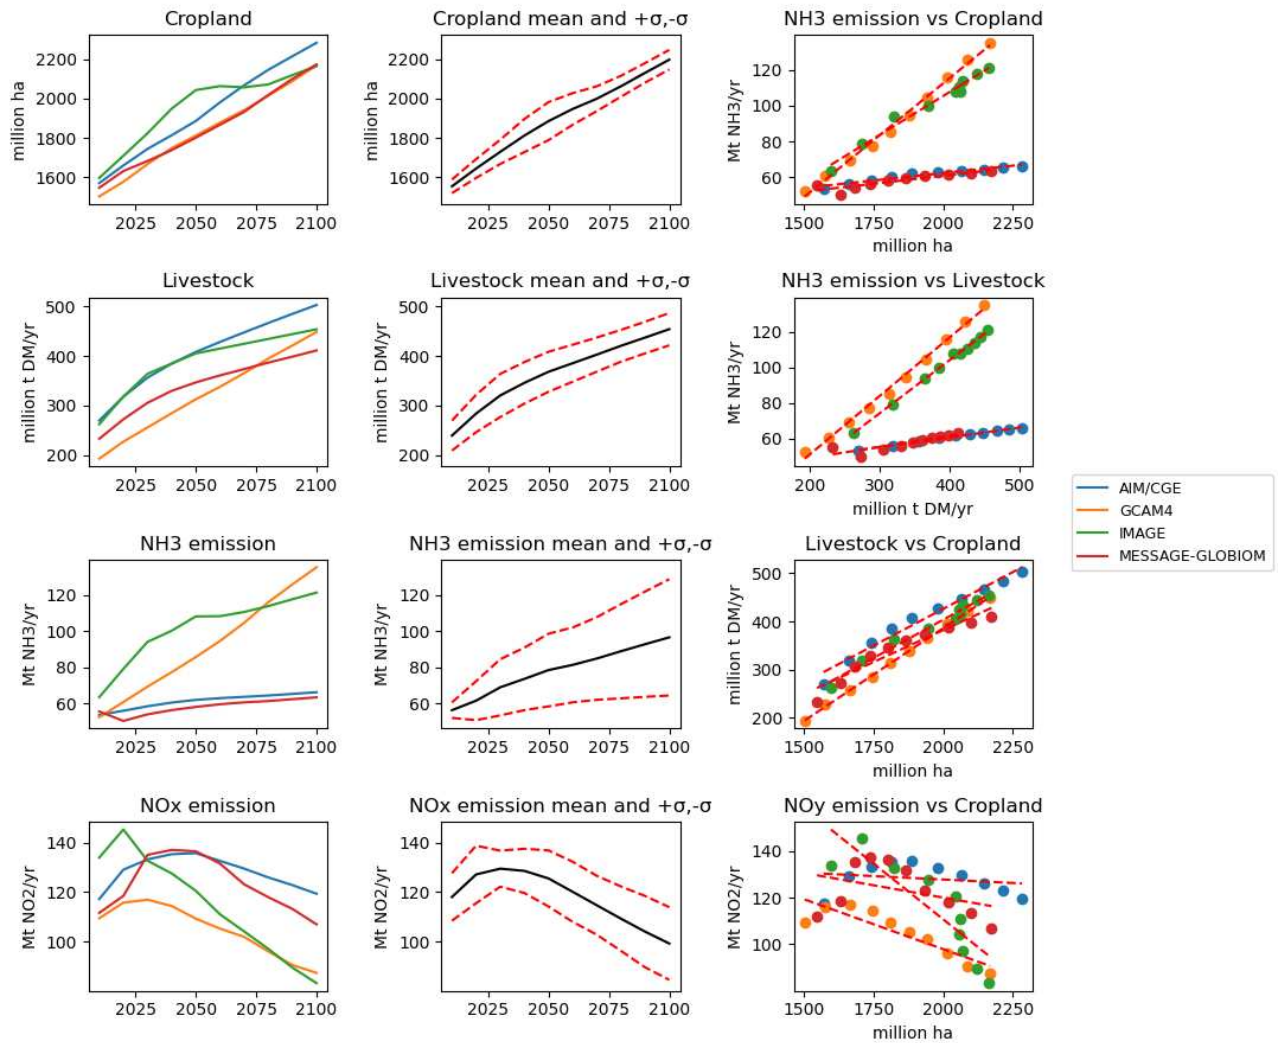 Cropland
million ha
2200
2000
1800
1600
2025
2050
2075
2100
Cropland mean and +σ,-σ
million ha
2200
2000
1800
1600
2025
2050
2075
2100
NH3 emission vs Cropland
Mt NH3/yr
120
100
80
60
1500
1750
2000
2250
million ha
Livestock
million t DM/yr
500
400
300
200
2025
2050
2075
2100
Livestock mean and +σ,-σ
million t DM/yr
500
400
300
200
2025
2050
2075
2100
NH3 emission vs Livestock
Mt NH3/yr
120
100
80
60
200
300
400
500
million t DM/yr
AIM/CGE
GCAM4
IMAGE
MESSAGE-GLOBIOM
NH3 emission
Mt NH3/yr
120
100
80
60
2025
2050
2075
2100
NH3 emission mean and +σ,-σ
Mt NH3/yr
120
100
80
60
2025
2050
2075
2100
Livestock vs Cropland
million t DM/yr
500
400
300
200
1500
1750
2000
2250
million ha
NOx emission
Mt NO2/yr
140
120
100
2025
2050
2075
2100
NOx emission mean and +σ,-σ
Mt NO2/yr
140
120
100
2025
2050
2075
2100
NOy emission vs Cropland
Mt NO2/yr
140
120
100
1500
1750
2000
2250
million ha